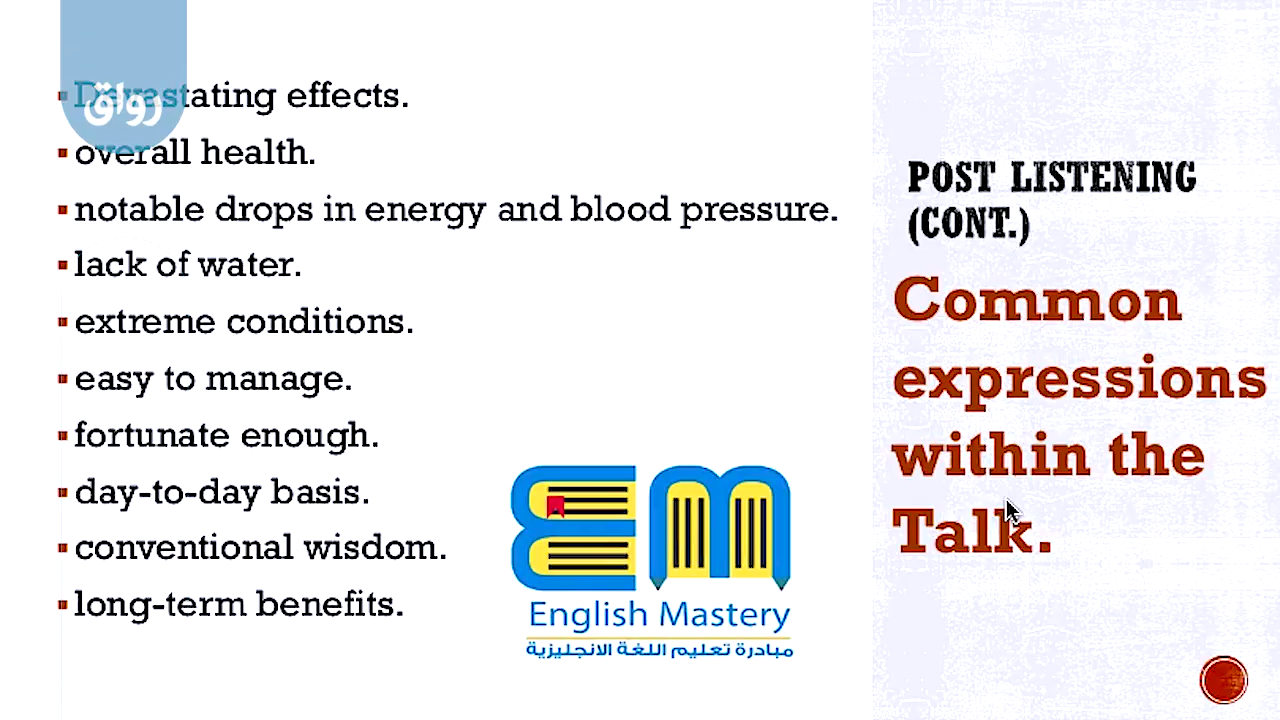 رواق
▪Devastating effects.
▪overall health.
▪notable drops in energy and blood pressure.
▪lack of water.
▪extreme conditions.
▪easy to manage.
▪fortunate enough.
▪day-to-day basis.
▪conventional wisdom.
▪long-term benefits.
EM
English Mastery
مبادرة تعليم اللغة الانجليزية
POST LISTENING
(CONT.)
Common
expressions
within the
Talk.